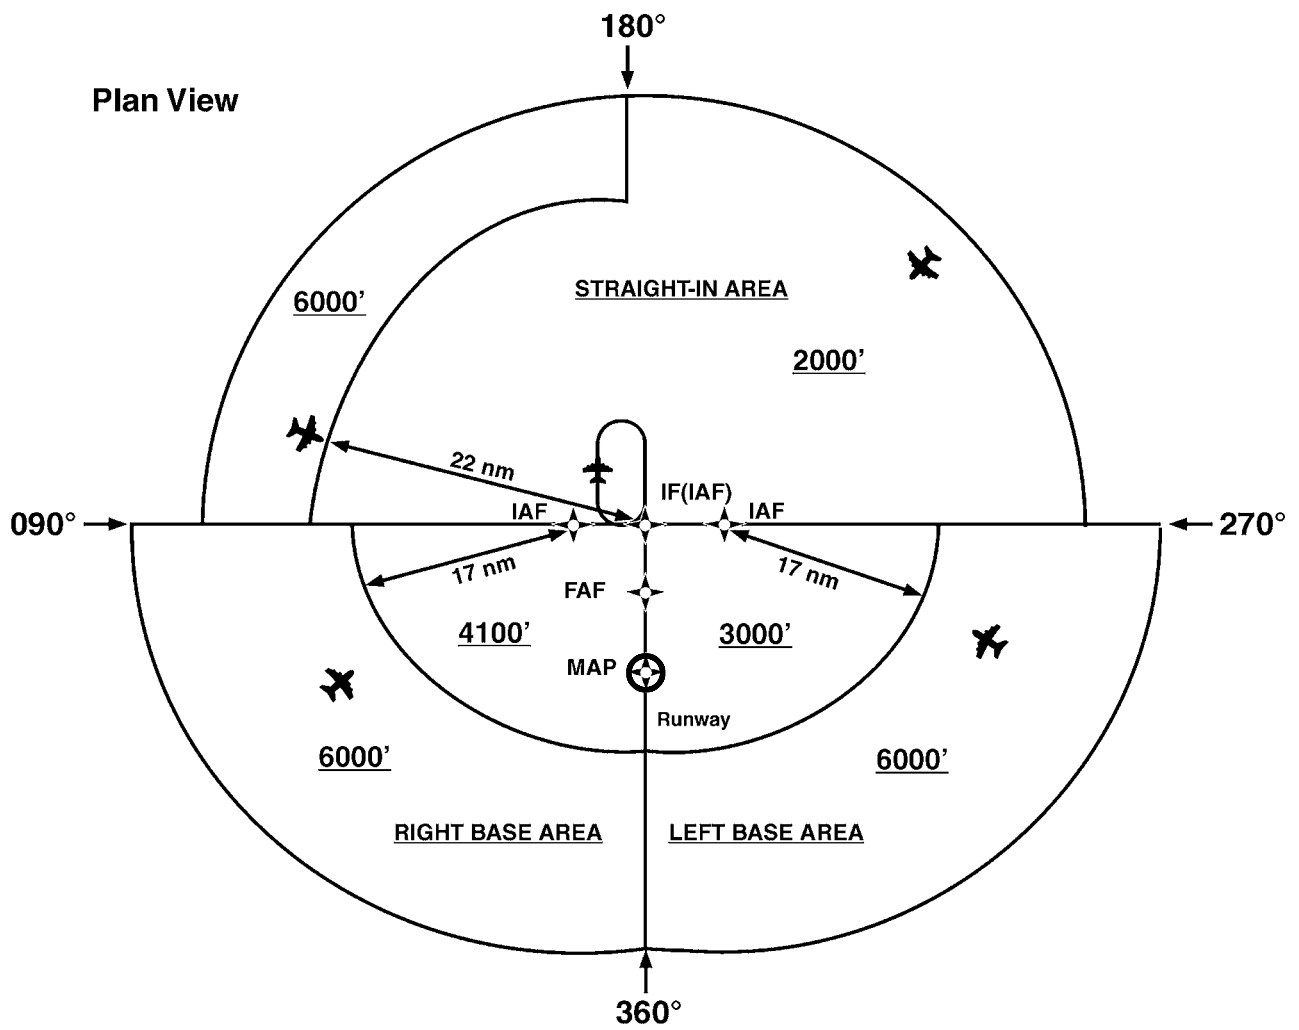 180°
Plan View
STRAIGHT-IN AREA
6000’
2000’
22 nm
IF(IAF)
IAF
IAF
090°
270°
17 nm
17 nm
FAF
4100’
3000’
MAP
Runway
6000’
6000’
RIGHT BASE AREA
LEFT BASE AREA
360°